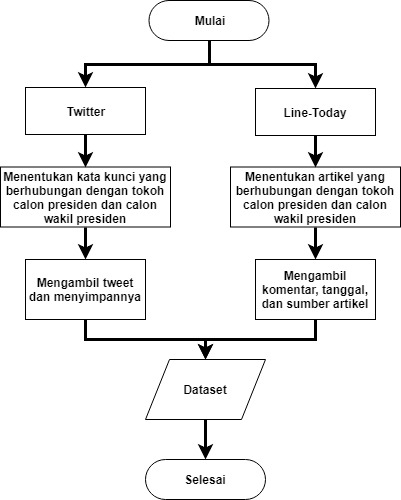 Mulai
Twitter
Line-Today
Menentukan kata kunci yang
berhubungan dengan tokoh
calon presiden dan calon
wakil presiden
Menentukan artikel yang
berhubungan dengan tokoh
calon presiden dan calon
wakil presiden
Mengambil tweet
dan menyimpannya
Mengambil
komentar, tanggal,
dan sumber artikel
Dataset
Selesai